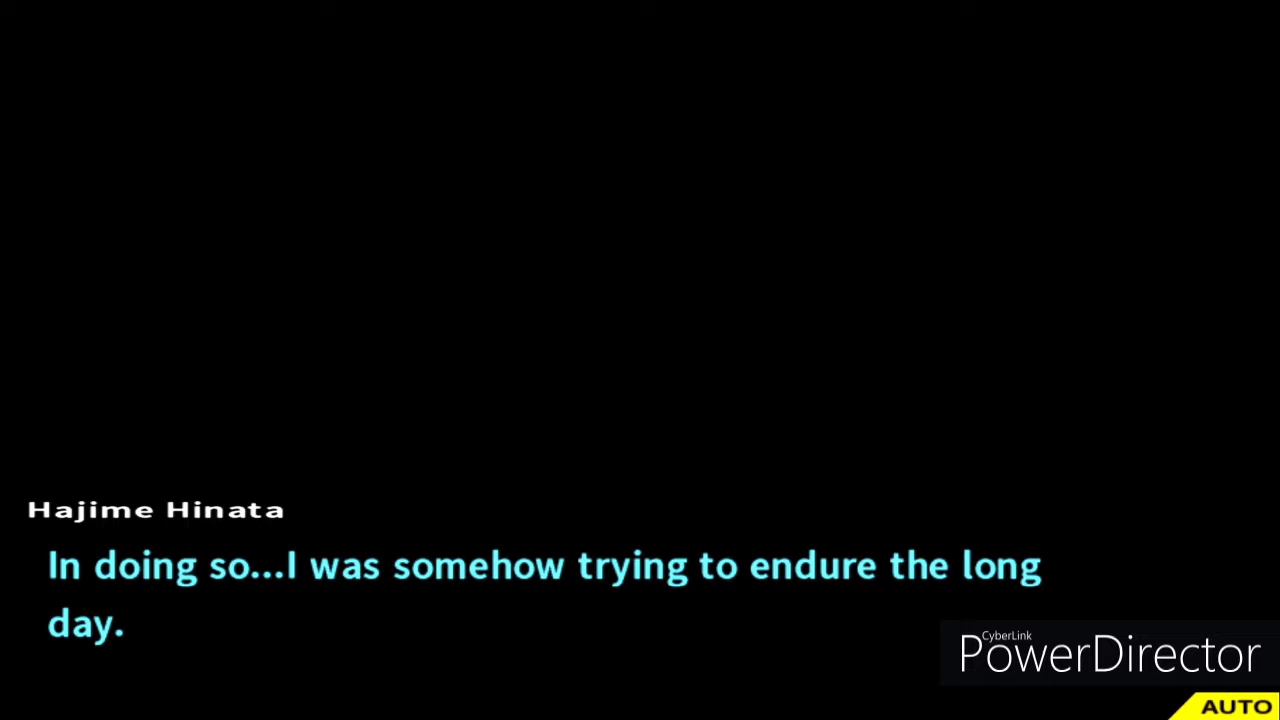 Hajime Hinata
In doing so...I was somehow trying to endure the long
day.
CyberLink
PowerDirector
AUTO